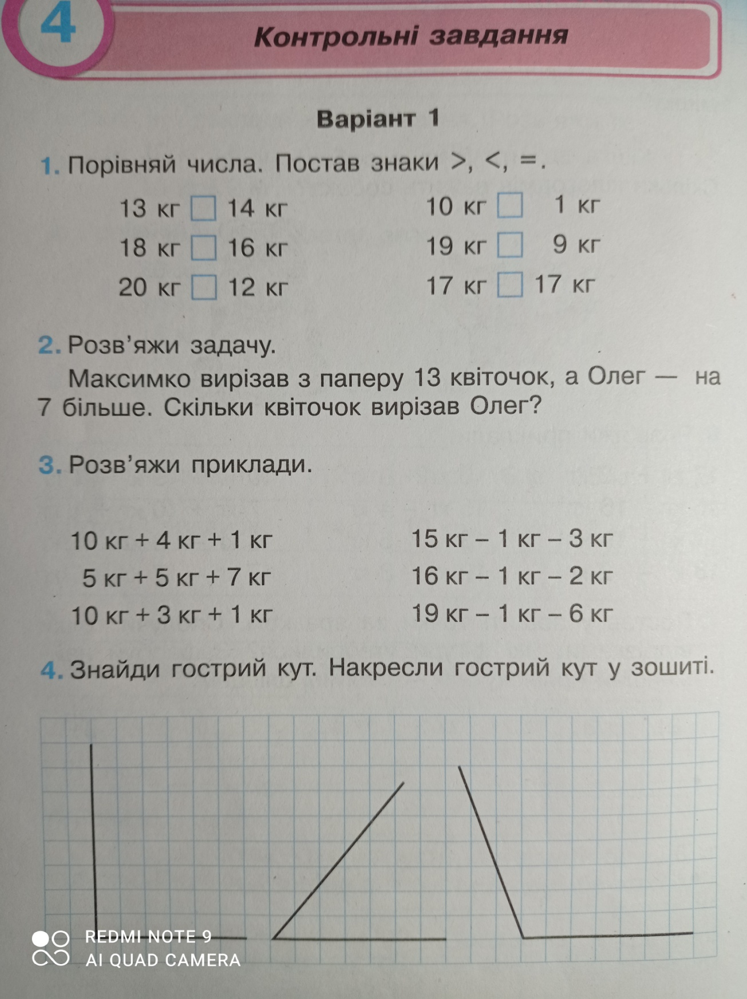 4
Контрольні завдання
Варіант 1
1. Порівняй числа. Постав знаки >, <, =.
13 кг □ 14 кг 10 кг □ 1 кг
18 кг □ 16 кг 19 кг □ 9 кг
20 кг □ 12 кг 17 кг □ 17 кг
2. Розв’яжи задачу.
Максимко вирізав з паперу 13 квіточок, а Олег — на
7 більше. Скільки квіточок вирізав Олег?
3. Розв’яжи приклади.
10 кг + 4 кг + 1 кг 15 кг – 1 кг – 3 кг
5 кг + 5 кг + 7 кг 16 кг – 1 кг – 2 кг
10 кг + 3 кг + 1 кг 19 кг – 1 кг – 6 кг
4. Знайди гострий кут. Накресли гострий кут у зошиті.
REDMI NOTE 9
AI QUAD CAMERA